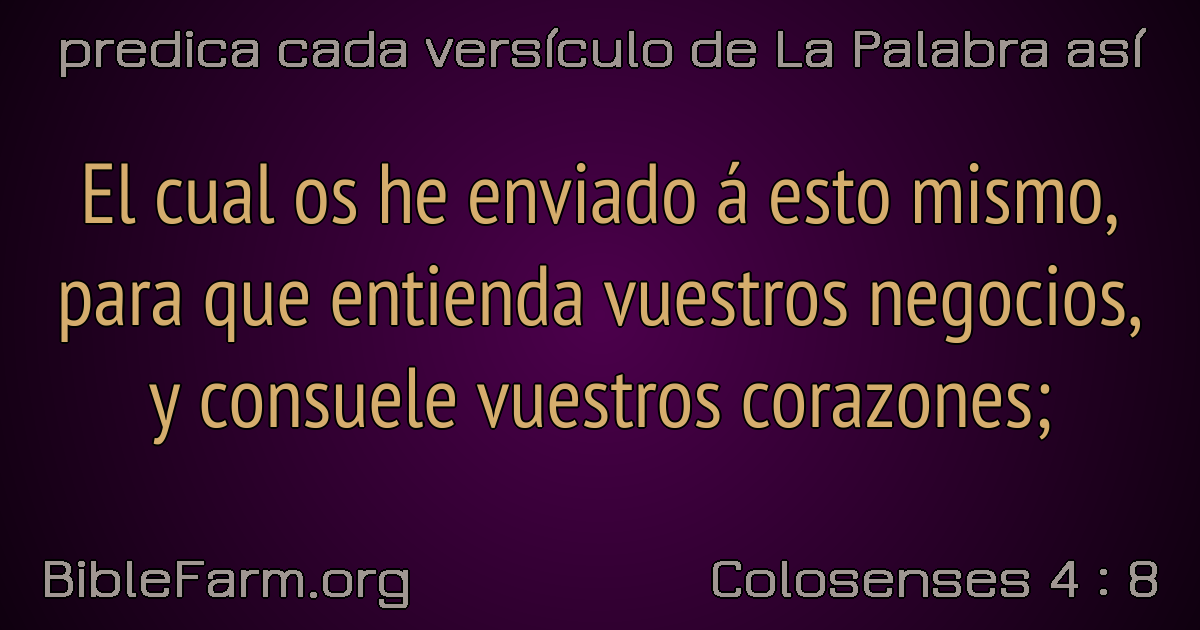 predica cada versículo de La Palabra así
El cual os he enviado á esto mismo,
para que entienda vuestros negocios,
y consuele vuestros corazones;
BibleFarm.org
Colosenses 4 : 8